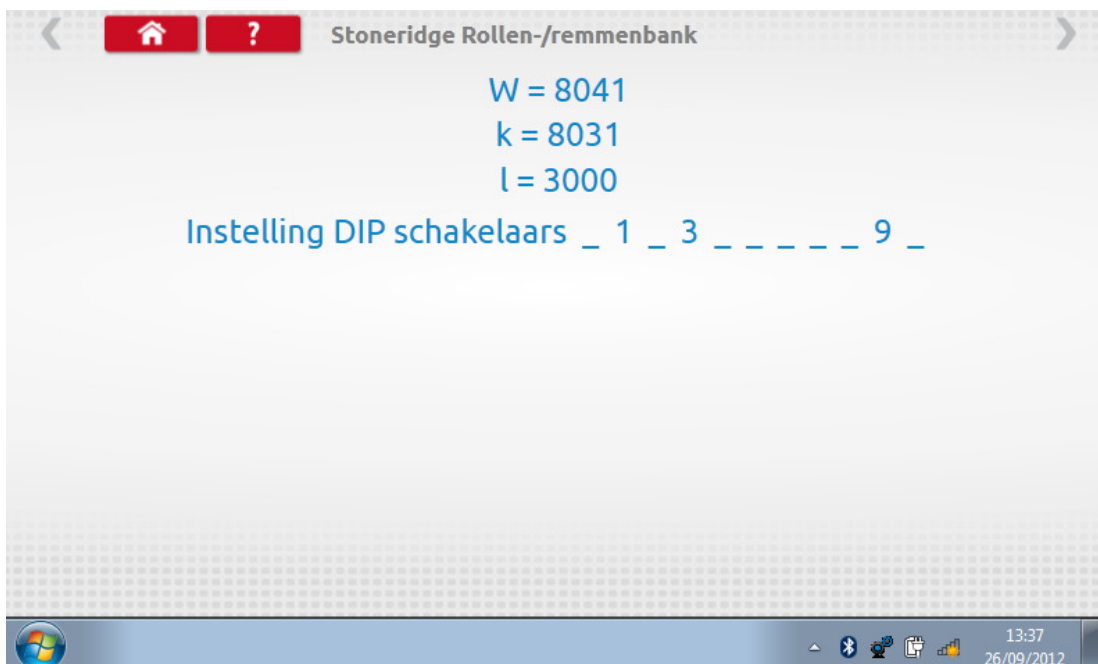 ? Stoneridge Rollen-/remmenbank
W = 8041
k = 8031
l = 3000
Instelling DIP schakelaars _ 1 _ 3 _ _ _ _ _ 9 _
13:37
26/09/2012